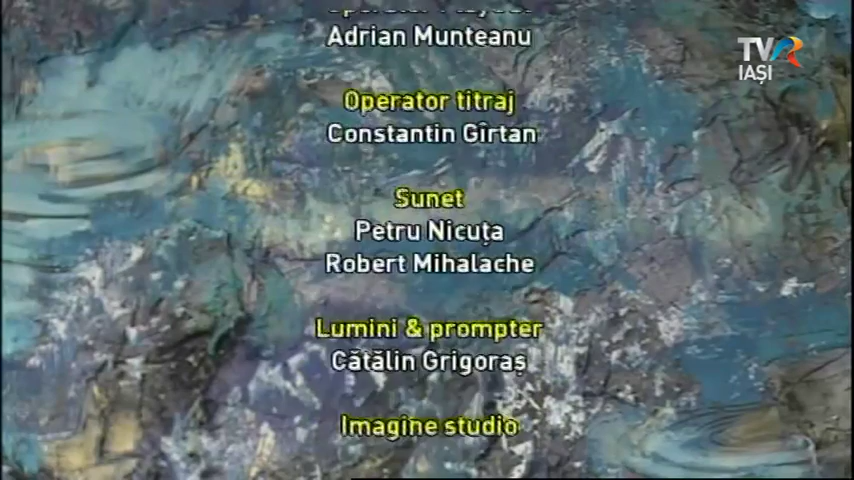 Adrian Munteanu
TVR
IAȘI
Operator titraj
Constantin Gîrtan
Sunet
Petru Nicuța
Robert Mihalache
Lumini & prompter
Cătălin Grigoraș
Imagine studio